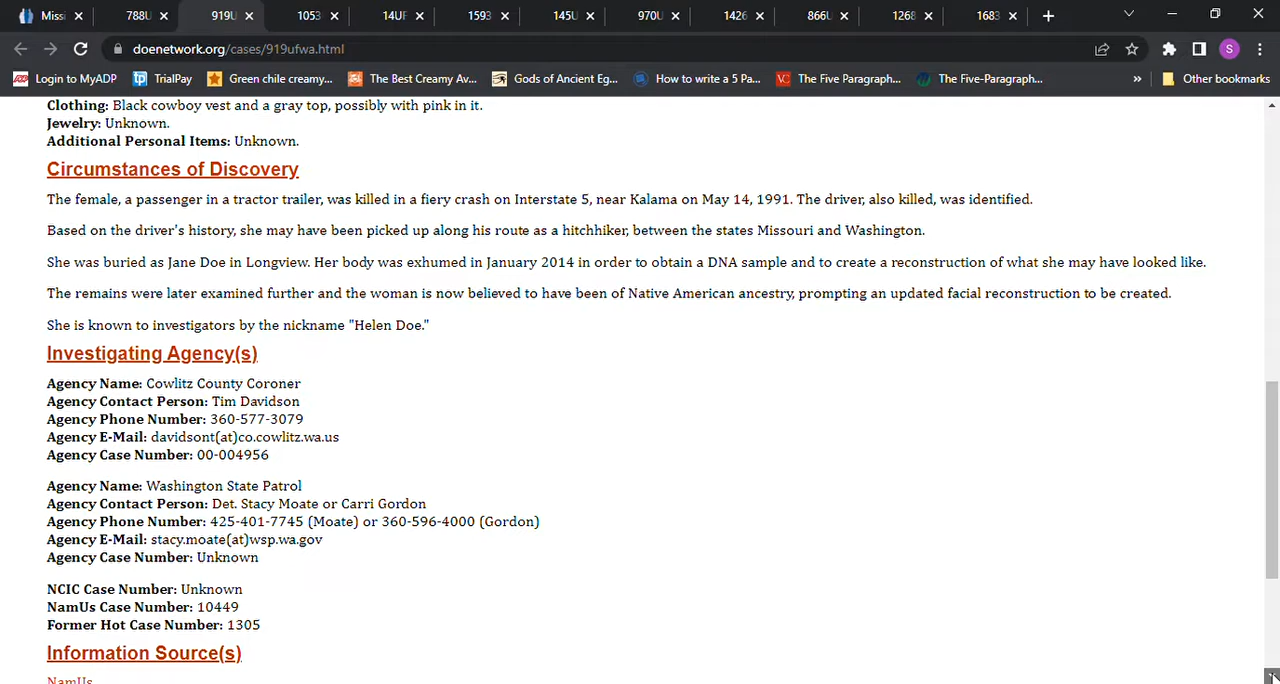 Missi
788U
919U
1053
14UF
1593
145U
970U
1426
866U
1268
1683
doenetwork.org/cases/919ufwa.html
S
Login to MyADP
TrialPay
Green chile creamy...
The Best Creamy Av...
Gods of Ancient Eg...
How to write a 5 Pa...
The Five Paragraph...
The Five-Paragraph...
Other bookmarks
Clothing: Black cowboy vest and a gray top, possibly with pink in it.
Jewelry: Unknown.
Additional Personal Items: Unknown.
Circumstances of Discovery
The female, a passenger in a tractor trailer, was killed in a fiery crash on Interstate 5, near Kalama on May 14, 1991. The driver, also killed, was identified.
Based on the driver's history, she may have been picked up along his route as a hitchhiker, between the states Missouri and Washington.
She was buried as Jane Doe in Longview. Her body was exhumed in January 2014 in order to obtain a DNA sample and to create a reconstruction of what she may have looked like.
The remains were later examined further and the woman is now believed to have been of Native American ancestry, prompting an updated facial reconstruction to be created.
She is known to investigators by the nickname "Helen Doe."
Investigating Agency(s)
Agency Name: Cowlitz County Coroner
Agency Contact Person: Tim Davidson
Agency Phone Number: 360-577-3079
Agency E-Mail: davidsont(at)co.cowlitz.wa.us
Agency Case Number: 00-004956
Agency Name: Washington State Patrol
Agency Contact Person: Det. Stacy Moate or Carri Gordon
Agency Phone Number: 425-401-7745 (Moate) or 360-596-4000 (Gordon)
Agency E-Mail: stacy.moate(at)wsp.wa.gov
Agency Case Number: Unknown
NCIC Case Number: Unknown
NamUs Case Number: 10449
Former Hot Case Number: 1305
Information Source(s)
NamUs